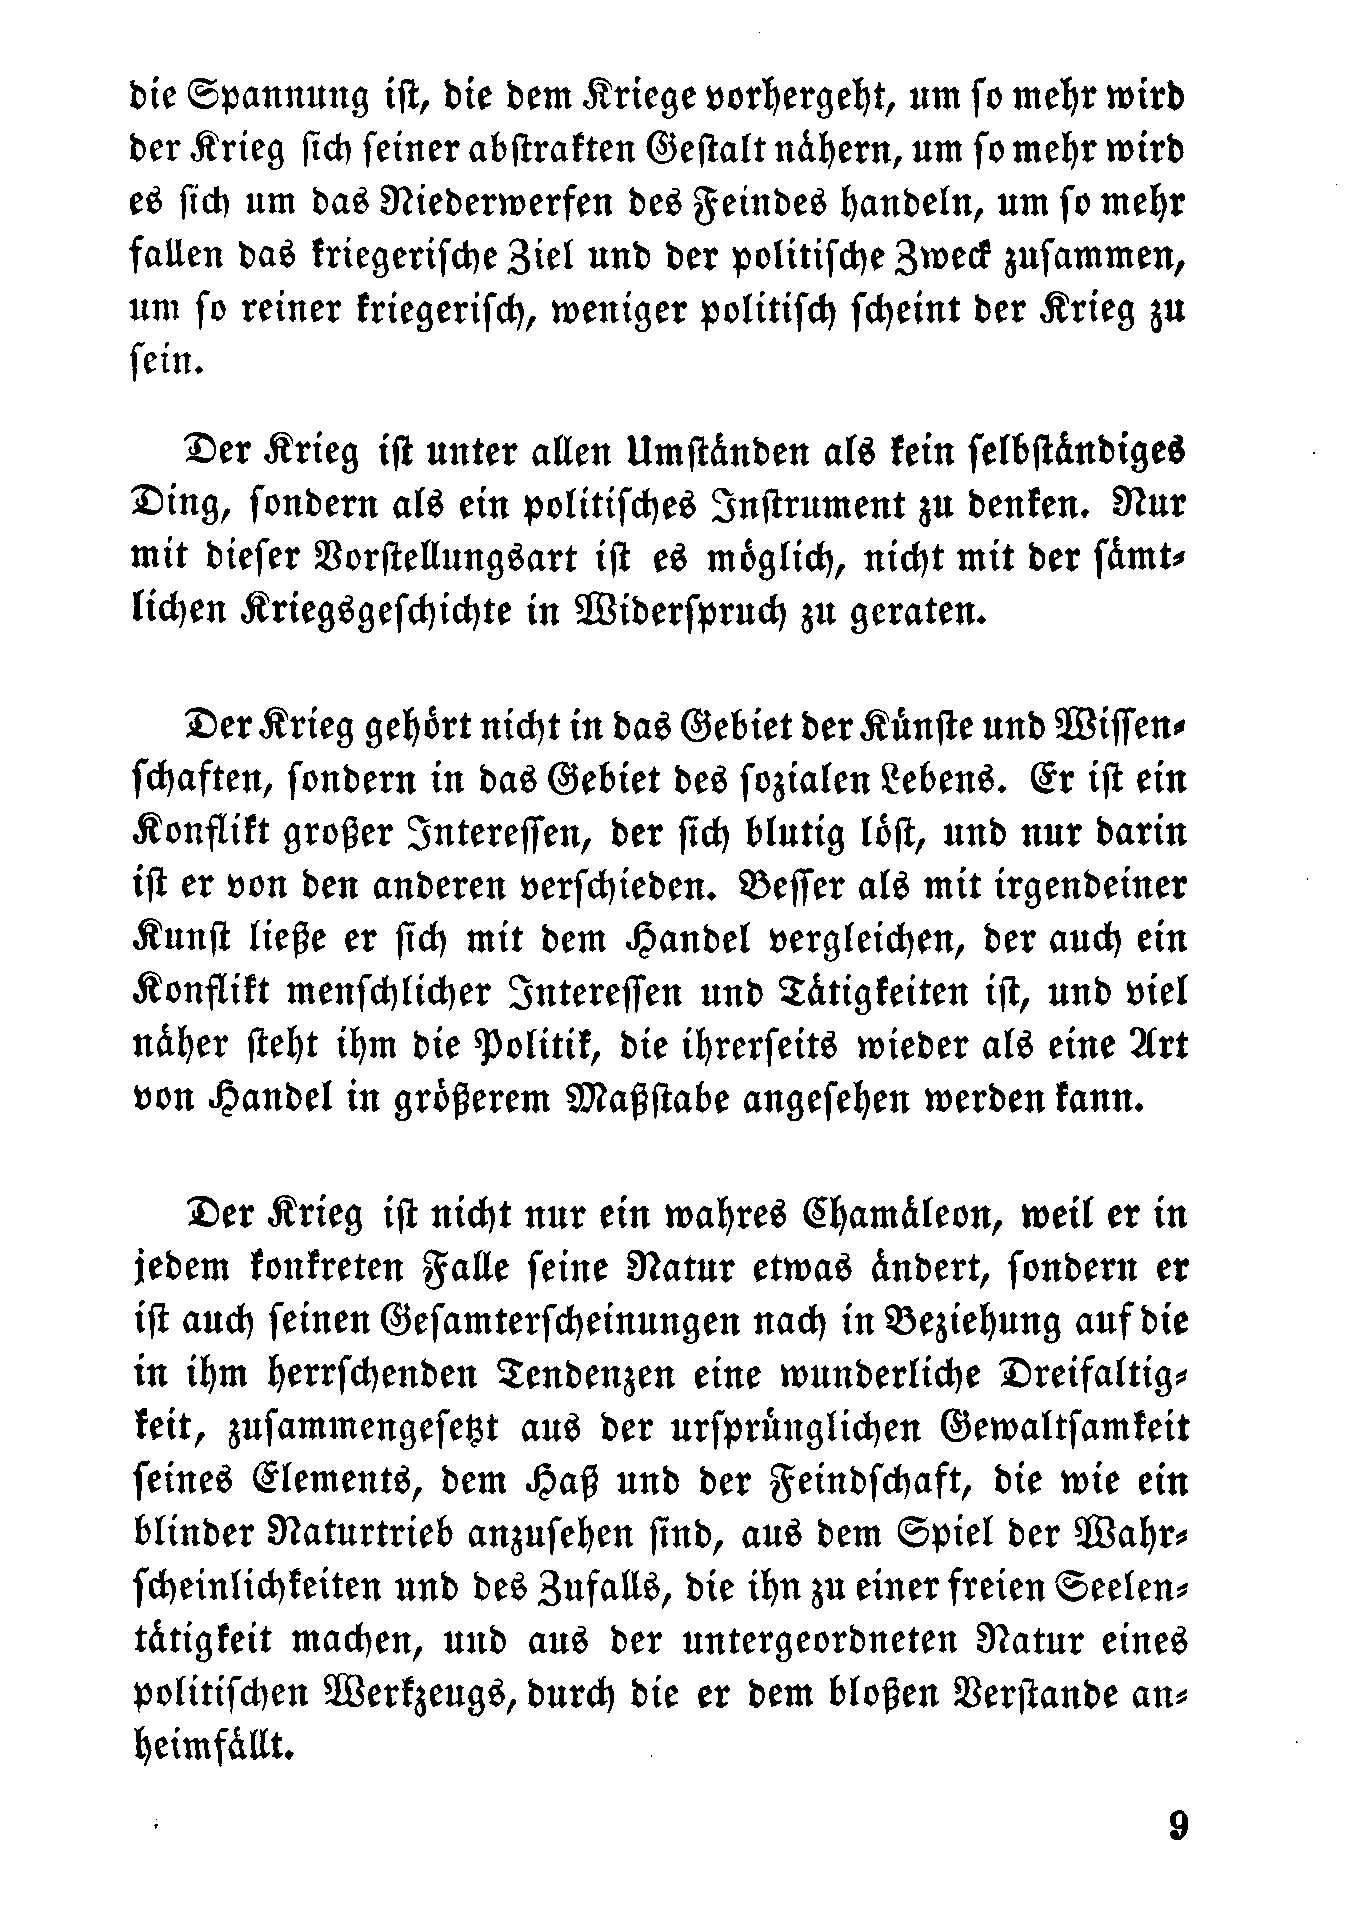 die Spannung ist, die dem Kriege vorhergeht, um so mehr wird
der Krieg sich seiner abstrakten Gestalt nähern, um so mehr wird
es sich um das Niederwerfen des Feindes handeln, um so mehr
fallen das kriegerische Ziel und der politische Zweck zusammen,
um so reiner kriegerisch, weniger politisch scheint der Krieg zu
sein.
Der Krieg ist unter allen Umständen als kein selbständiges
Ding, sondern als ein politisches Instrument zu denken. Nur
mit dieser Vorstellungsart ist es möglich, nicht mit der sämt-
lichen Kriegsgeschichte in Widerspruch zu geraten.
Der Krieg gehört nicht in das Gebiet der Künste und Wissen-
schaften, sondern in das Gebiet des sozialen Lebens. Er ist ein
Konflikt großer Interessen, der sich blutig löst, und nur darin
ist er von den anderen verschieden. Besser als mit irgendeiner
Kunst ließe er sich mit dem Handel vergleichen, der auch ein
Konflikt menschlicher Interessen und Tätigkeiten ist, und viel
näher steht ihm die Politik, die ihrerseits wieder als eine Art
von Handel in größerem Maßstabe angesehen werden kann.
Der Krieg ist nicht nur ein wahres Chamäleon, weil er in
jedem konkreten Falle seine Natur etwas ändert, sondern er
ist auch seinen Gesamterscheinungen nach in Beziehung auf die
in ihm herrschenden Tendenzen eine wunderliche Dreifaltig-
keit, zusammengesetzt aus der ursprünglichen Gewaltsamkeit
seines Elements, dem Haß und der Feindschaft, die wie ein
blinder Naturtrieb anzusehen sind, aus dem Spiel der Wahr-
scheinlichkeiten und des Zufalls, die ihn zu einer freien Seelen-
tätigkeit machen, und aus der untergeordneten Natur eines
politischen Werkzeugs, durch die er dem bloßen Verstande an-
heimfällt.
9